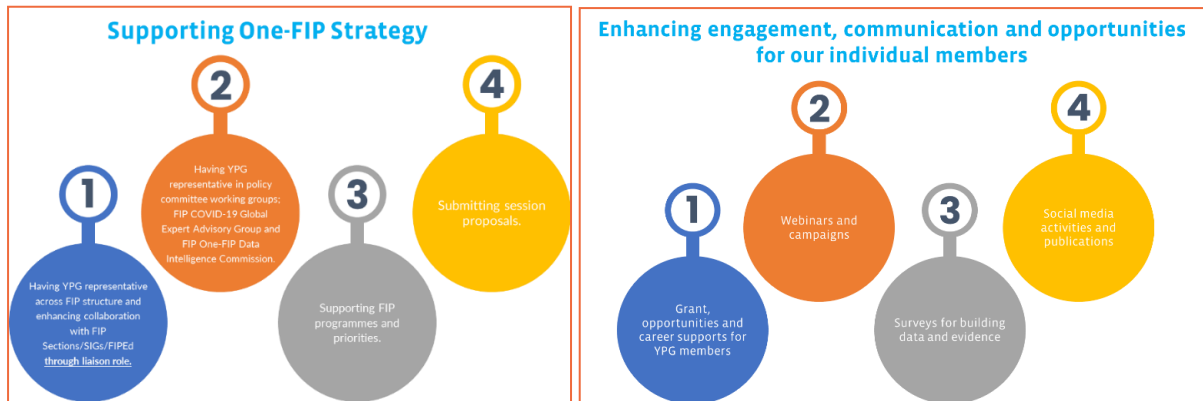 Supporting One-FIP Strategy
1
Having YPG representative
across FIP structure and
enhancing collaboration
with FIP
Sections/SIGs/FIPEd
through liaison role.
2
Having YPG
representative in policy
committee working groups;
FIP COVID-19 Global
Expert Advisory Group and
FIP One-FIP Data
Intelligence Commission.
3
Supporting FIP
programmes and
priorities.
4
Submitting session
proposals.
Enhancing engagement, communication and opportunities
for our individual members
1
Grant,
opportunities and
career supports for
YPG members
2
Webinars and
campaigns
3
Surveys for building
data and evidence
4
Social media
activities and
publications